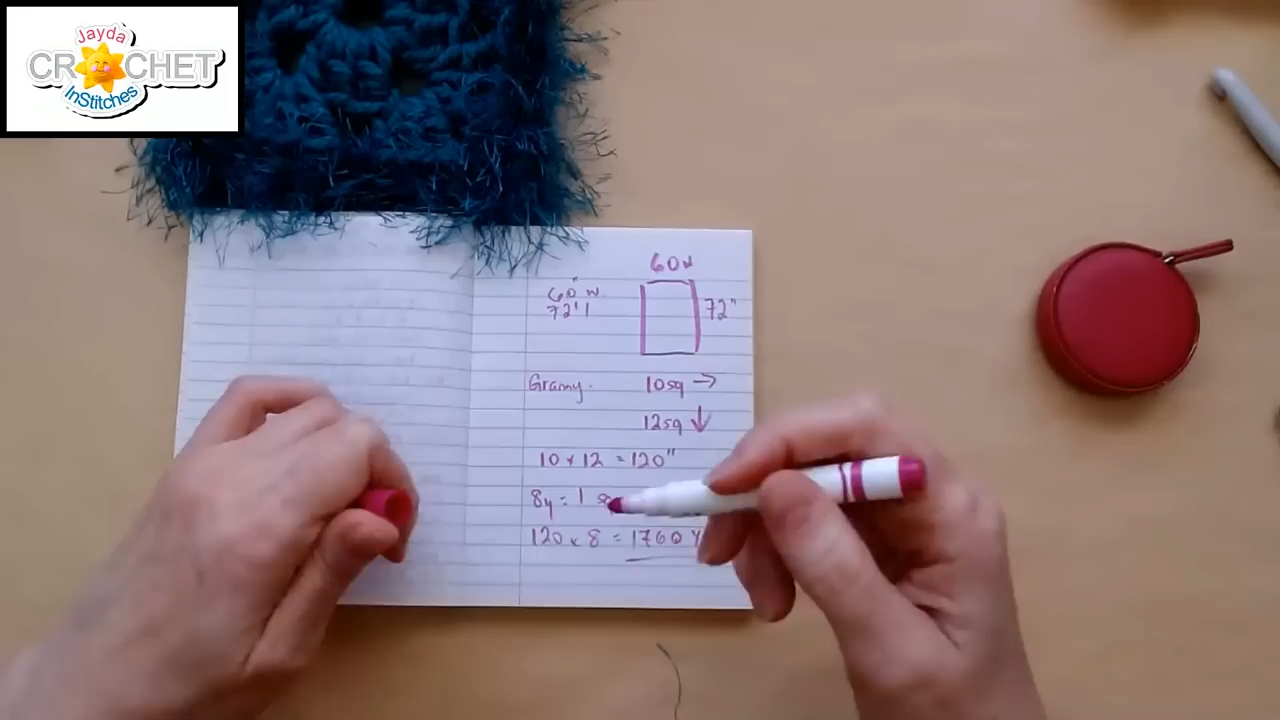 Jayda
CROCHET
InStitches
60w
60" w
72" l
72"
Granny.
10sq →
12sq ↓
10 x 12 = 120"
8y = 1
120 x 8 = 1760 Y